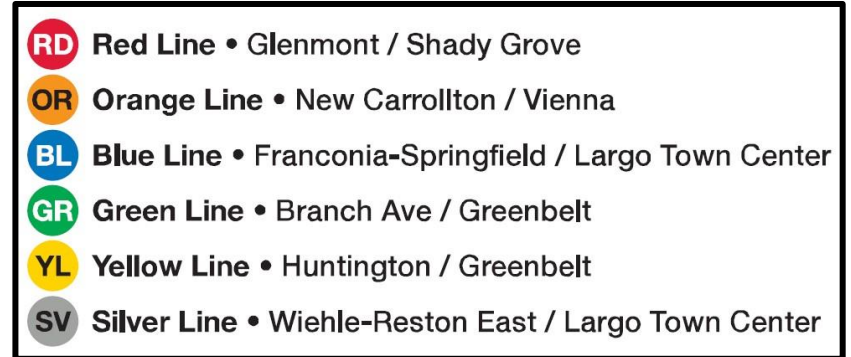 RD Red Line • Glenmont / Shady Grove
OR Orange Line • New Carrollton / Vienna
BL Blue Line • Franconia-Springfield / Largo Town Center
GR Green Line • Branch Ave / Greenbelt
YL Yellow Line • Huntington / Greenbelt
SV Silver Line • Wiehle-Reston East / Largo Town Center